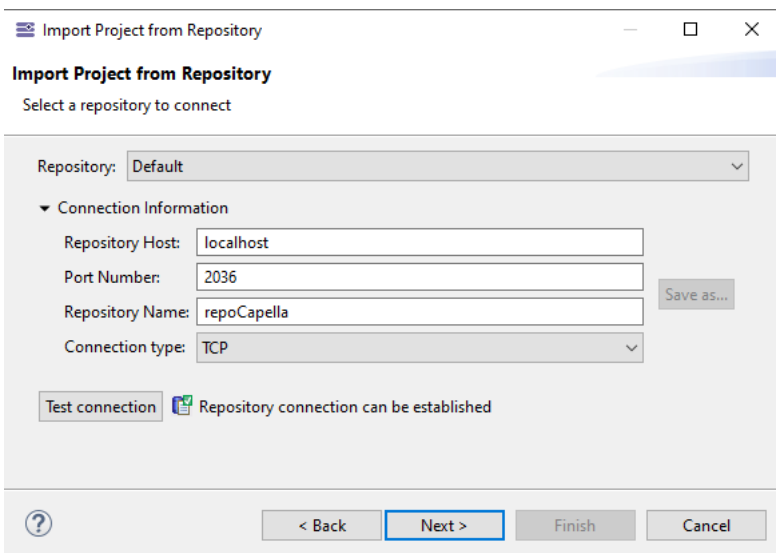 Import Project from Repository
Import Project from Repository
Select a repository to connect
Repository: Default
Connection Information
Repository Host: localhost
Port Number: 2036
Save as...
Repository Name: repoCapella
Connection type: TCP
Test connection Repository connection can be established
? < Back Next > Finish Cancel